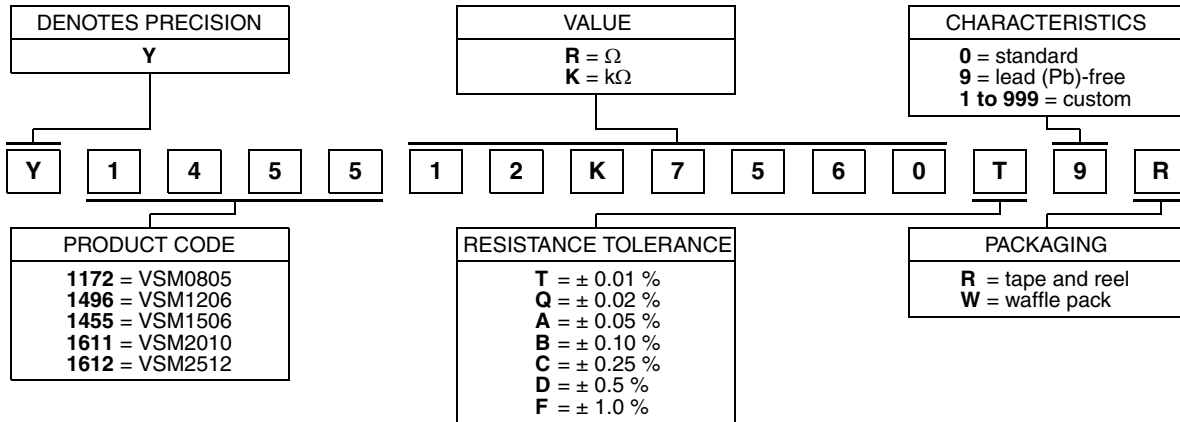 DENOTES PRECISION
Y
VALUE
R = Ω
K = kΩ
CHARACTERISTICS
0 = standard
9 = lead (Pb)-free
1 to 999 = custom
Y 1 4 5 5 1 2 K 7 5 6 0 T 9 R
PRODUCT CODE
1172 = VSM0805
1496 = VSM1206
1455 = VSM1506
1611 = VSM2010
1612 = VSM2512
RESISTANCE TOLERANCE
T = ± 0.01 %
Q = ± 0.02 %
A = ± 0.05 %
B = ± 0.10 %
C = ± 0.25 %
D = ± 0.5 %
F = ± 1.0 %
PACKAGING
R = tape and reel
W = waffle pack